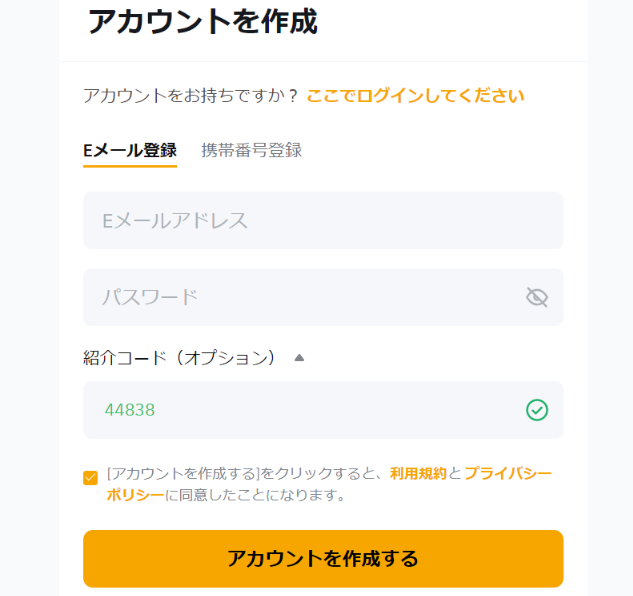 アカウントを作成
アカウントをお持ちですか？ ここでログインしてください
Eメール登録 携帯番号登録
Eメールアドレス
パスワード
紹介コード（オプション）
44838
[アカウントを作成する]をクリックすると、利用規約とプライバシー
ポリシーに同意したことになります。
アカウントを作成する